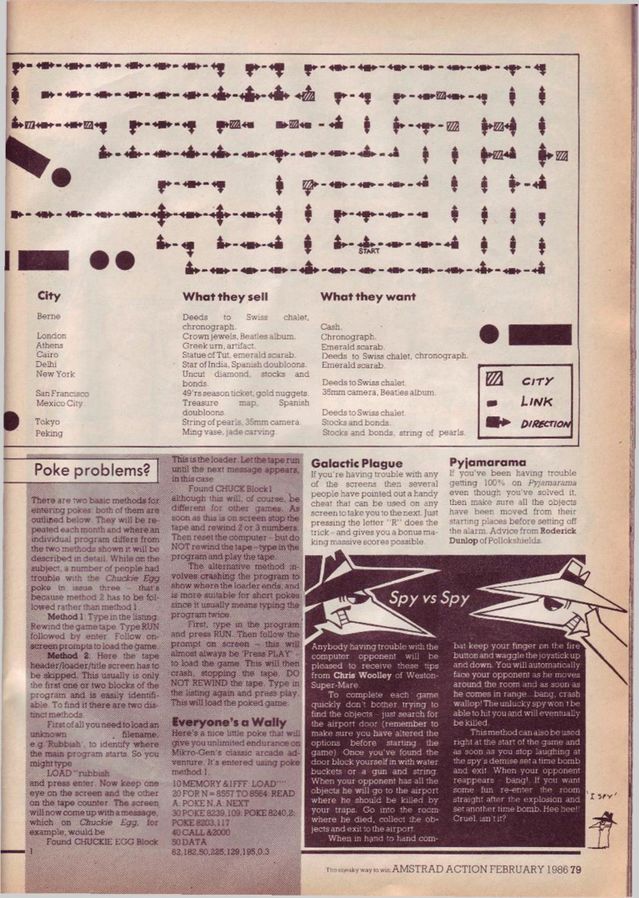 START
City What they sell What they want
Berne
London
Athens
Cairo
Delhi
New York
San Francisco
Mexico City
Tokyo
Peking
Deeds to Swiss chalet,
chronograph.
Crown jewels, Beatles album.
Greek urn, artifact.
Statue of Tut, emerald scarab.
Star of India, Spanish doubloons.
Uncut diamond, stocks and
bonds.
49'rs season ticket, gold nuggets.
Treasure map, Spanish
doubloons.
String of pearls, 35mm camera.
Ming vase, jade carving.
Cash.
Chronograph.
Emerald scarab.
Deeds to Swiss chalet, chronograph.
Emerald scarab.
Deeds to Swiss chalet.
35mm camera, Beatles album.
Deeds to Swiss chalet.
Stocks and bonds.
Stocks and bonds, string of pearls.
CITY
LINK
DIRECTION
Poke problems?
There are two basic methods for
entering pokes: both of them are
outlined below. They will be re-
peated each month and where an
individual program differs from
the two methods shown it will be
described in detail. While on the
subject, a number of people had
trouble with the Chuckie Egg
poke in issue three – that's
because method 2 has to be fol-
lowed rather than method 1.
Method 1. Type in the listing.
Rewind the game tape. Type RUN
followed by enter. Follow on-
screen prompts to load the game.
Method 2. Here the tape
header/loader/title screen has to
be skipped. This usually is only
the first one or two blocks of the
program and is easily identifi-
able. To find it there are two dis-
tinct methods.
First of all you need to load an
unknown filename,
e.g. 'Rubbish', to identify where
the main program starts. So you
might type
LOAD "rubbish
and press enter. Now keep one
eye on the screen and the other
on the tape counter. The screen
will now come up with a message,
which on Chuckie Egg, for
example, would be
Found CHUCKIE EGG Block
1
This is the loader. Let the tape run
until the next message appears,
in this case
Found CHUCK Block1
although this will, of course, be
different for other games. As
soon as this is on screen stop the
tape and rewind 2 or 3 numbers.
Then reset the computer – but do
NOT rewind the tape – type in the
program and play the tape.
The alternative method in-
volves crashing the program to
show where the loader ends, and
is more suitable for short pokes
since it usually means typing the
program twice.
First, type in the program
and press RUN. Then follow the
prompt on screen – this will
almost always be 'Press PLAY' –
to load the game. This will then
crash, stopping the tape. DO
NOT REWIND the tape. Type in
the listing again and press play.
This will load the poked game.
Everyone's a Wally
Here's a nice little poke that will
give you unlimited endurance on
Mikro-Gen's classic arcade ad-
venture. It's entered using poke
method 1.
10 MEMORY &1FFF: LOAD""
20 FOR N = 8557 TO 8564: READ
A: POKE N,A: NEXT
30 POKE 8239,109: POKE 8240,2:
POKE 8203,117
40 CALL &2000
50 DATA
62,182,50,225,129,195,0,3
Galactic Plague
If you're having trouble with any
of the screens then several
people have pointed out a handy
cheat that can be used on any
screen to take you to the next. Just
pressing the letter "R" does the
trick – and gives you a bonus ma-
king massive scores possible.
Pyjamarama
If you've been having trouble
getting 100% on Pyjamarama
even though you've solved it,
then make sure all the objects
have been moved from their
starting places before setting off
the alarm. Advice from Roderick
Dunlop of Pollokshields.
Spy vs Spy
Anybody having trouble with the
computer opponent will be
pleased to receive these tips
from Chris Woolley of Weston-
Super-Mare.
To complete each game
quickly don't bother trying to
find the objects – just search for
the airport door (remember to
make sure you have altered the
options before starting the
game). Once you've found the
door block yourself in with water
buckets or a gun and string.
When your opponent has all the
objects he will go to the airport
where he should be killed by
your traps. Go into the room
where he died, collect the ob-
jects and exit to the airport.
When in hand to hand com-
bat keep your finger on the fire
button and waggle the joystick up
and down. You will automatically
face your opponent as he moves
around the room and as soon as
he comes in range.. bang, crash
wallop! The unlucky spy won't be
able to hit you and will eventually
be killed.
This method can also be used
right at the start of the game and
as soon as you stop laughing at
the spy's demise set a time bomb
and exit. When your opponent
reappears – bang!. If you want
some fun re-enter the room
straight after the explosion and
set another time bomb. Hee hee!!
Cruel, isn't it?
'I SPY'
The sneaky way to win. AMSTRAD ACTION FEBRUARY 1986 79